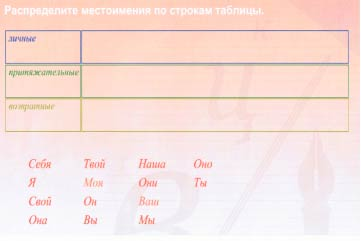 Распределите местоимения по строкам таблицы.
личные
притяжательные
возвратные
Себя Твой Наша Оно
Я Моя Они Ты
Свой Он Ваш
Она Вы Мы